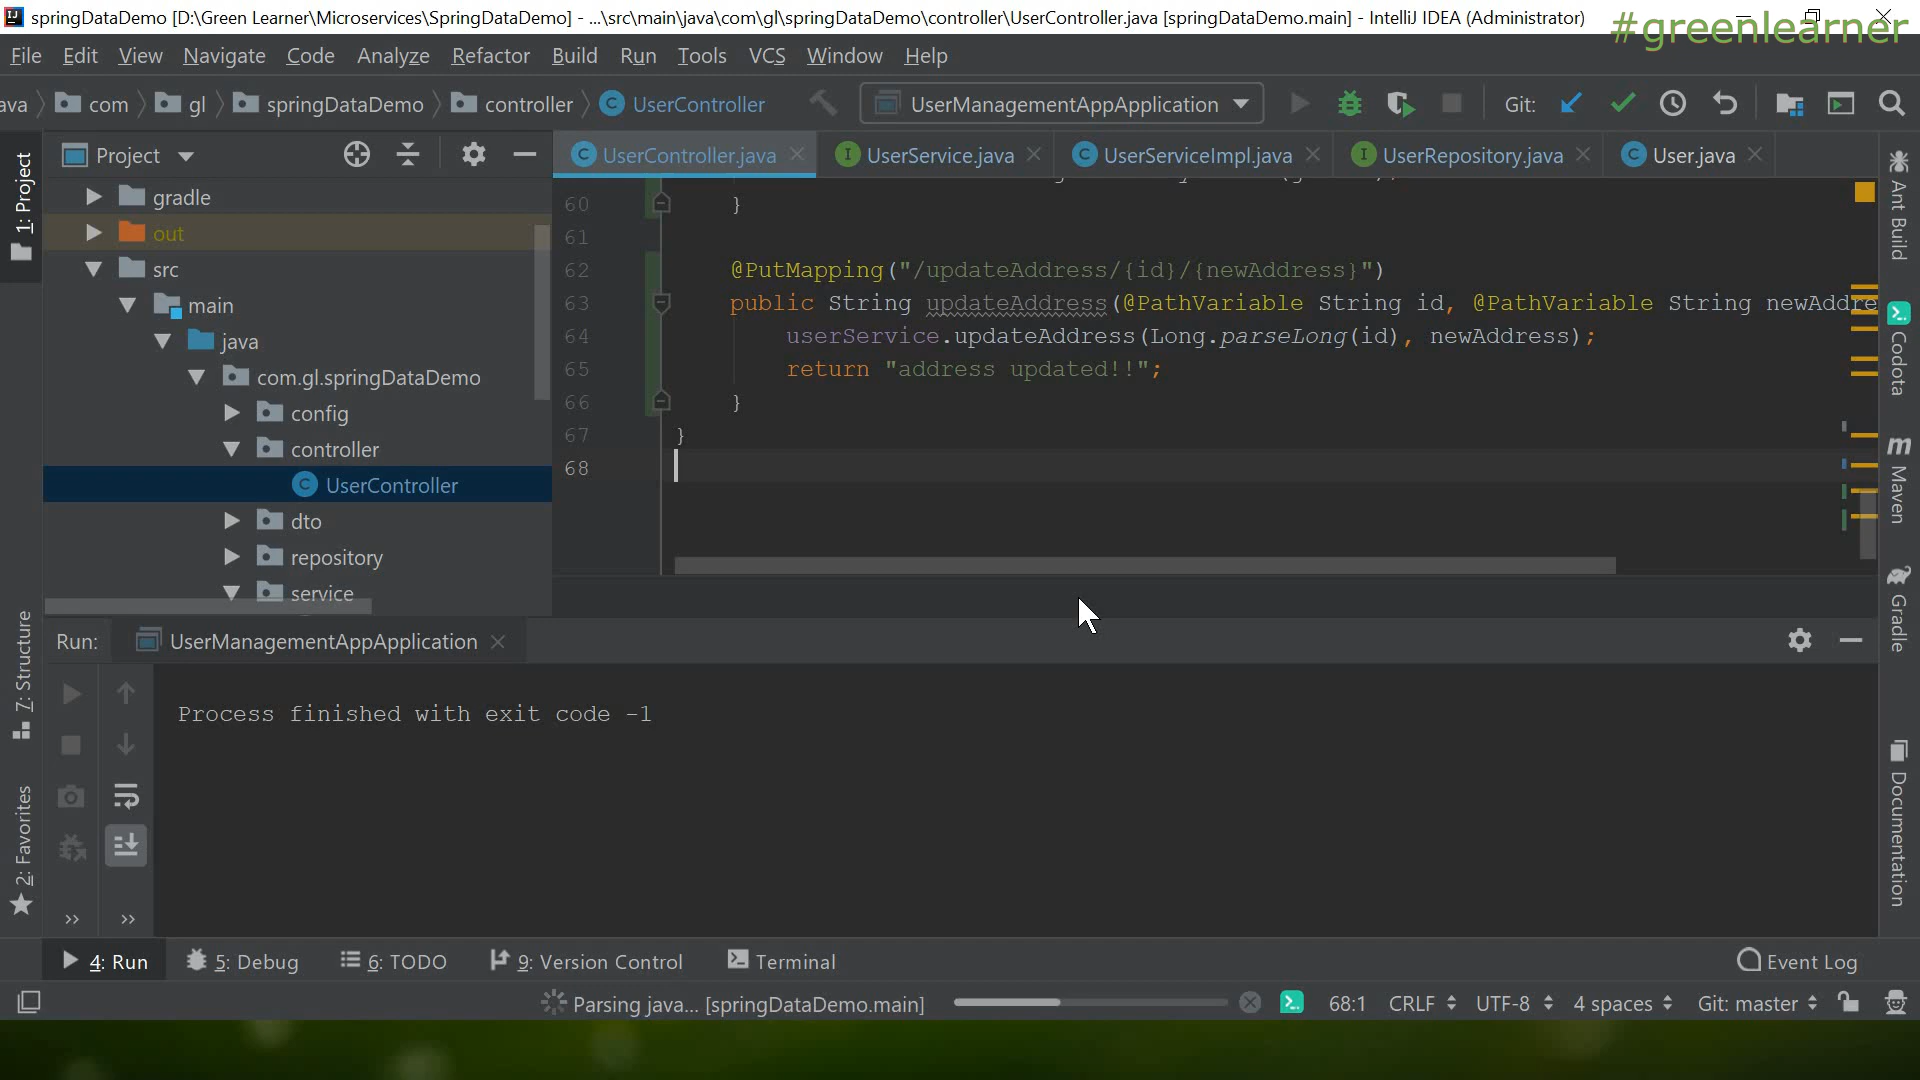 springDataDemo [D:\Green Learner\Microservices\SpringDataDemo] - ...\src\main\java\com\gl\springDataDemo\controller\UserController.java [springDataDemo.main] - IntelliJ IDEA (Administrator)
#greenlearner
File Edit View Navigate Code Analyze Refactor Build Run Tools VCS Window Help
ava com gl springDataDemo controller UserController UserManagementAppApplication Git:
Project UserController.java UserService.java UserServiceImpl.java UserRepository.java User.java
1: Project
gradle
out
src
main
java
com.gl.springDataDemo
config
controller
UserController
dto
repository
service
60 }
61
62 @PutMapping("/updateAddress/{id}/{newAddress}")
63 public String updateAddress(@PathVariable String id, @PathVariable String newAddre
64 userService.updateAddress(Long.parseLong(id), newAddress);
65 return "address updated!!";
66 }
67 }
68
Ant Build
Codota
Maven
Gradle
Documentation
7: Structure
2: Favorites
Run: UserManagementAppApplication
Process finished with exit code -1
4: Run 5: Debug 6: TODO 9: Version Control Terminal Event Log
Parsing java... [springDataDemo.main] 68:1 CRLF UTF-8 4 spaces Git: master